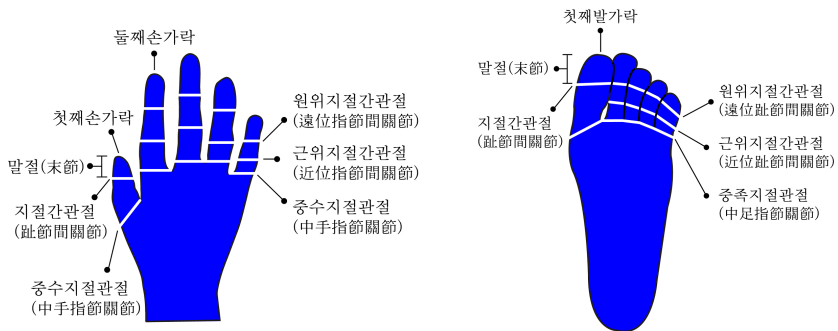 둘째손가락
첫째손가락
말절(末節)
지절간관절
(趾節間關節)
중수지절관절
(中手指節關節)
원위지절간관절
(遠位指節間關節)
근위지절간관절
(近位指節間關節)
중수지절관절
(中手指節關節)
첫째발가락
말절(末節)
지절간관절
(趾節間關節)
원위지절간관절
(遠位趾節間關節)
근위지절간관절
(近位趾節間關節)
중족지절관절
(中足指節關節)